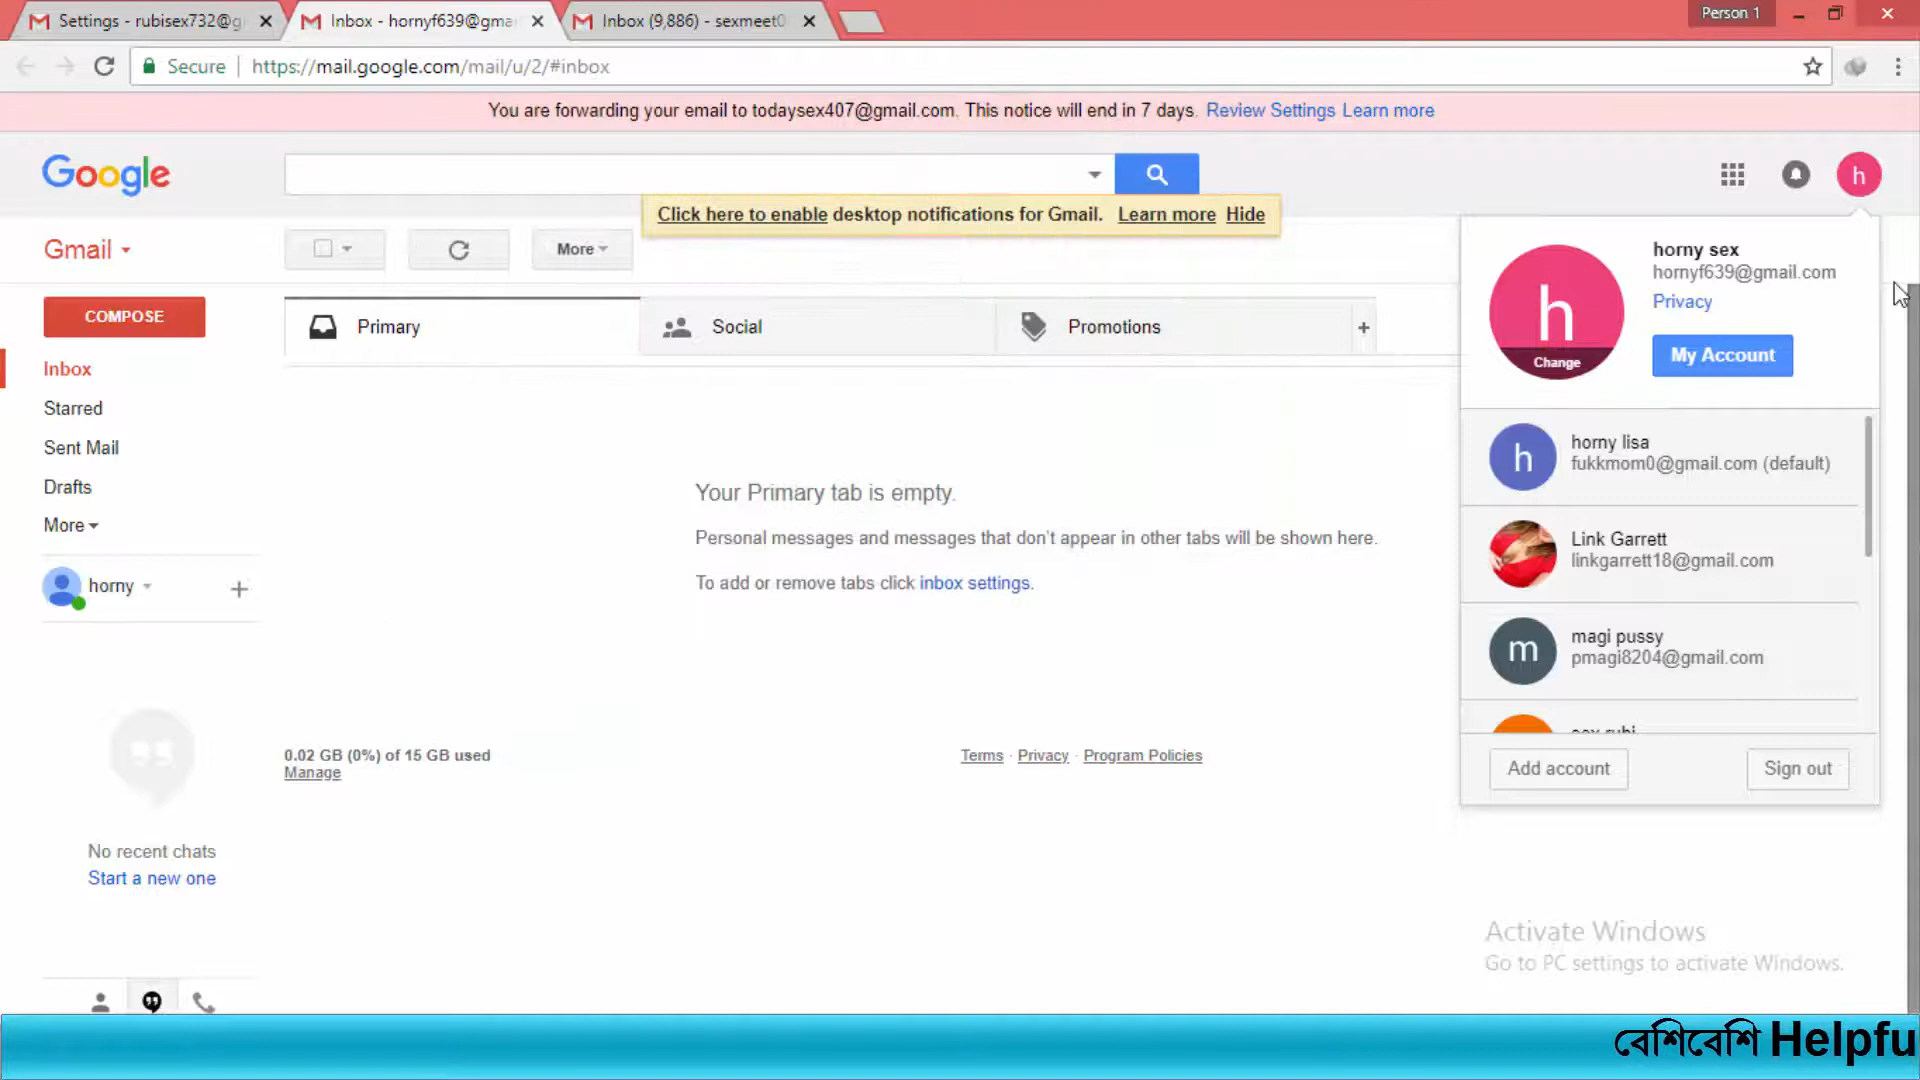 Settings - rubisex732@g
Inbox - hornyf639@gma
Inbox (9,886) - sexmeet0
Person 1
Secure
https://mail.google.com/mail/u/2/#inbox
You are forwarding your email to todaysex407@gmail.com. This notice will end in 7 days. Review Settings Learn more
Google
Click here to enable desktop notifications for Gmail. Learn more Hide
h
Gmail
More
COMPOSE
Primary
Social
Promotions
Inbox
Starred
Sent Mail
Drafts
More
horny
Your Primary tab is empty.
Personal messages and messages that don't appear in other tabs will be shown here.
To add or remove tabs click inbox settings.
h
Change
horny sex
hornyf639@gmail.com
Privacy
My Account
h
horny lisa
fukkmom0@gmail.com (default)
Link Garrett
linkgarrett18@gmail.com
m
magi pussy
pmagi8204@gmail.com
sex rubi
Add account
Sign out
0.02 GB (0%) of 15 GB used
Manage
Terms · Privacy · Program Policies
No recent chats
Start a new one
Activate Windows
Go to PC settings to activate Windows.
বেশিবেশি Helpfu